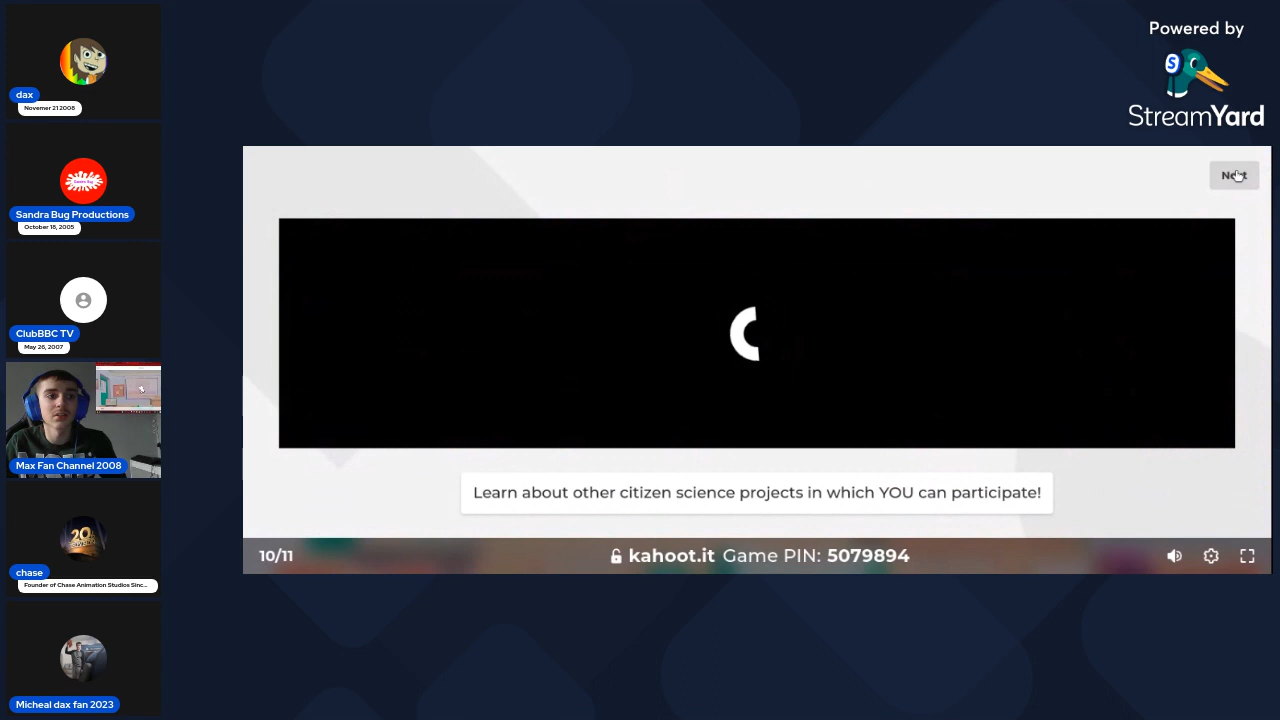 Powered by
StreamYard
dax
Novemer 21 2008
Sandra Bug Productions
October 18, 2005
ClubBBC TV
May 26, 2007
Max Fan Channel 2008
chase
Founder of Chase Animation Studios Sinc...
Micheal dax fan 2023
Next
Learn about other citizen science projects in which YOU can participate!
10/11
kahoot.it Game PIN: 5079894